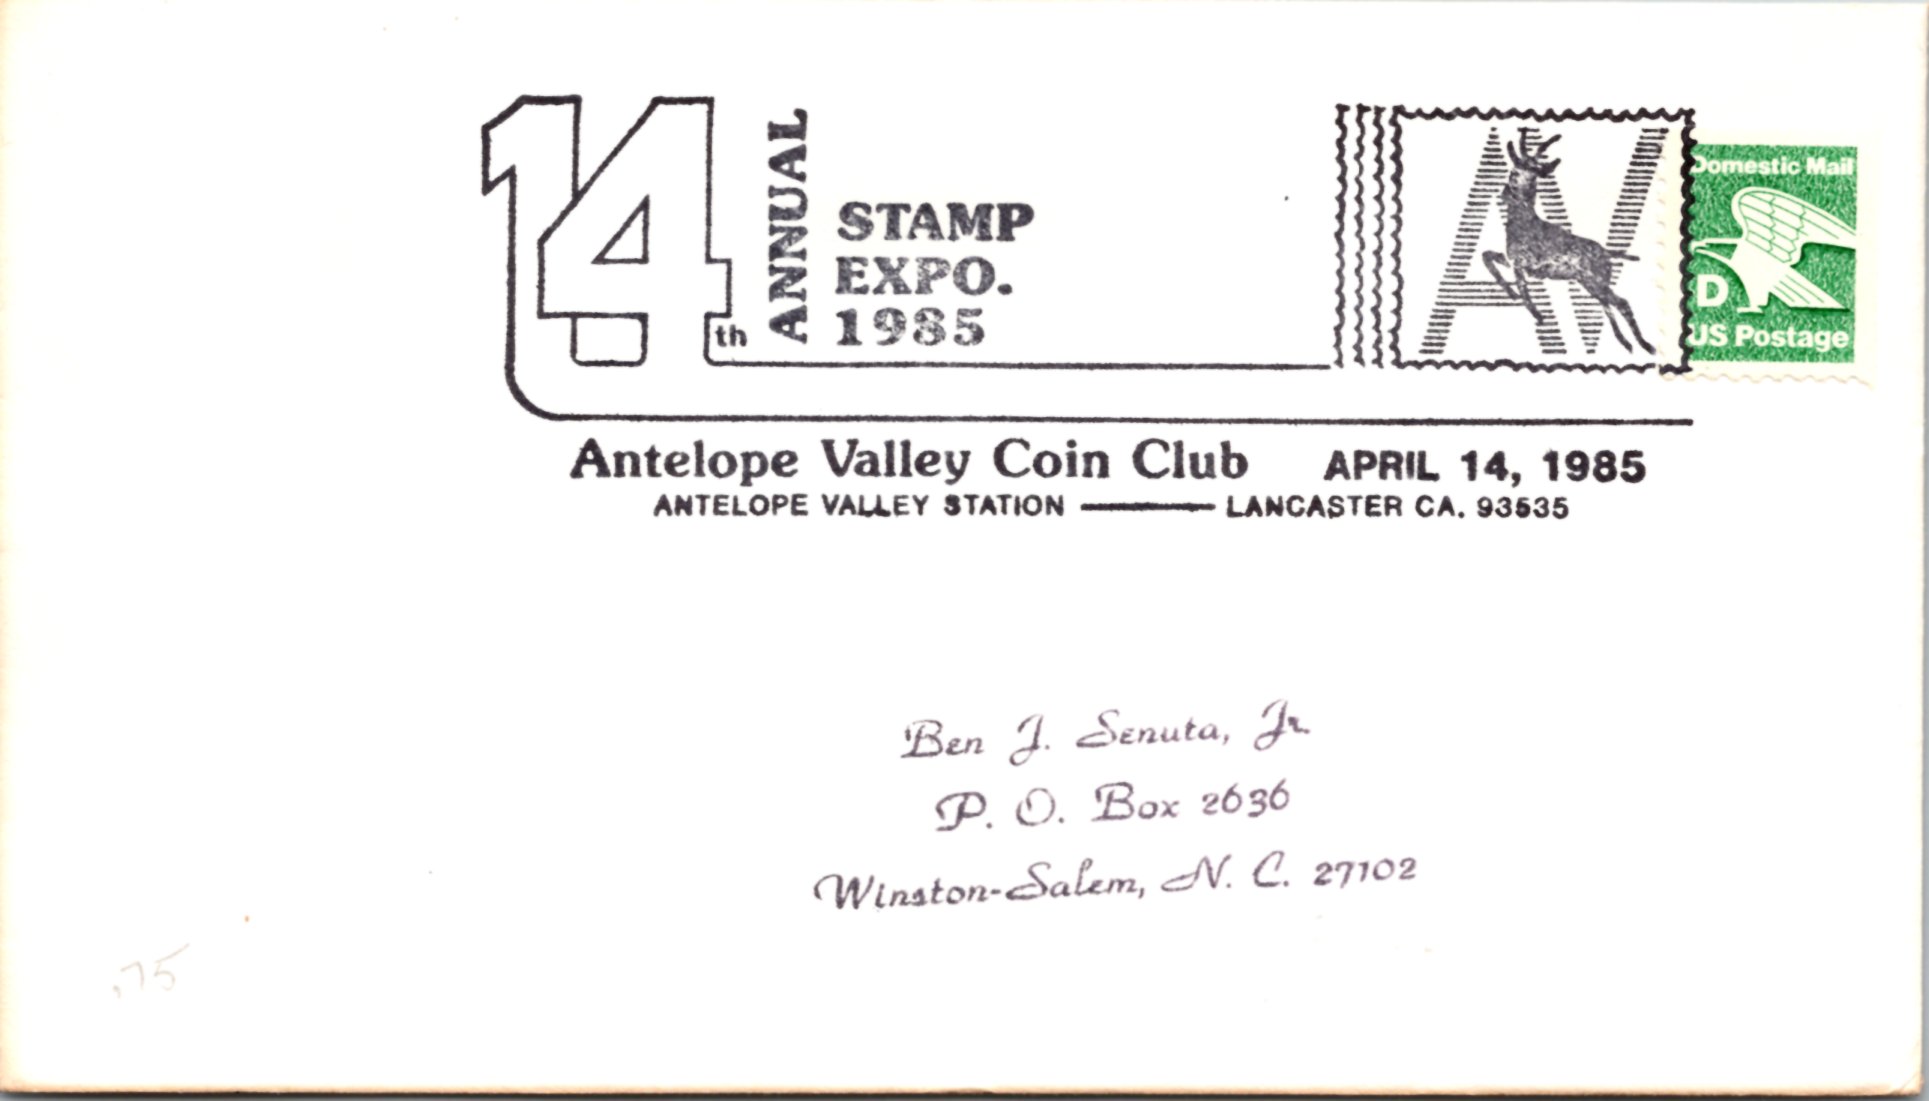 14th
ANNUAL
STAMP
EXPO.
1985
AV
Domestic Mail
D
US Postage
Antelope Valley Coin Club APRIL 14, 1985
ANTELOPE VALLEY STATION LANCASTER CA. 93535
Ben J. Senuta, Jr.
P. O. Box 2636
Winston-Salem, N. C. 27102
.75